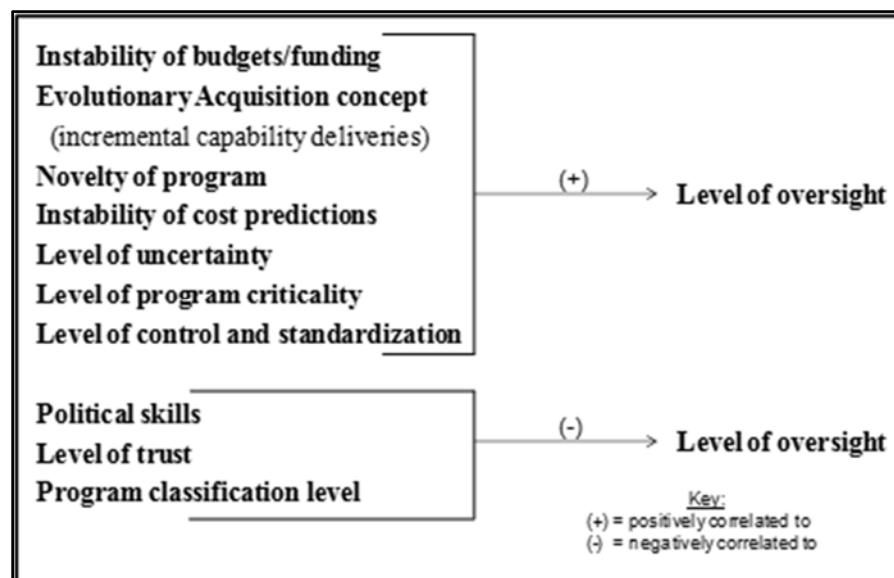 Instability of budgets/funding
Evolutionary Acquisition concept
(incremental capability deliveries)
Novelty of program
Instability of cost predictions
Level of uncertainty
Level of program criticality
Level of control and standardization
(+)
Level of oversight
Political skills
Level of trust
Program classification level
(-)
Level of oversight
Key:
(+) = positively correlated to
(-) = negatively correlated to